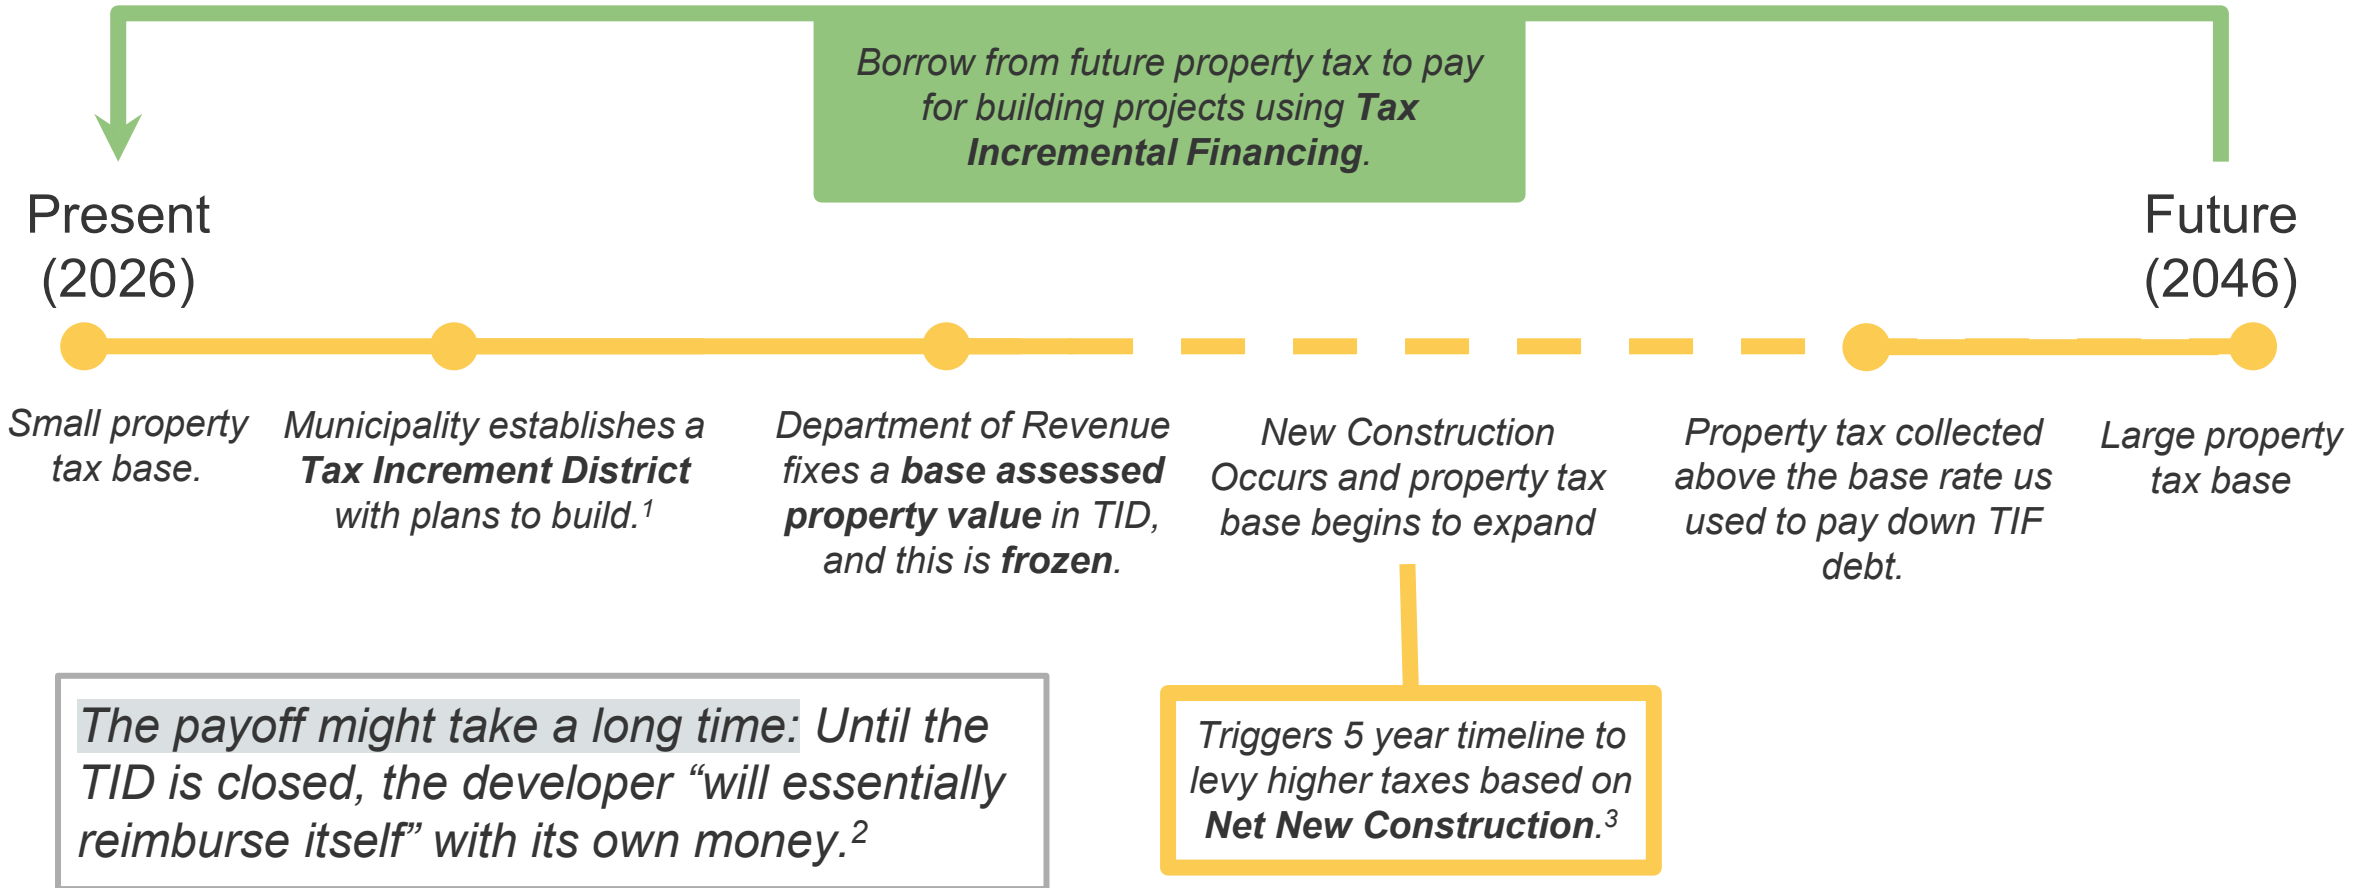 Borrow from future property tax to pay
for building projects using Tax
Incremental Financing.
Present
(2026)
Future
(2046)
Small property
tax base.
Municipality establishes a
Tax Increment District
with plans to build.¹
Department of Revenue
fixes a base assessed
property value in TID,
and this is frozen.
New Construction
Occurs and property tax
base begins to expand
Property tax collected
above the base rate us
used to pay down TIF
debt.
Large property
tax base
The payoff might take a long time: Until the
TID is closed, the developer “will essentially
reimburse itself” with its own money.²
Triggers 5 year timeline to
levy higher taxes based on
Net New Construction.³